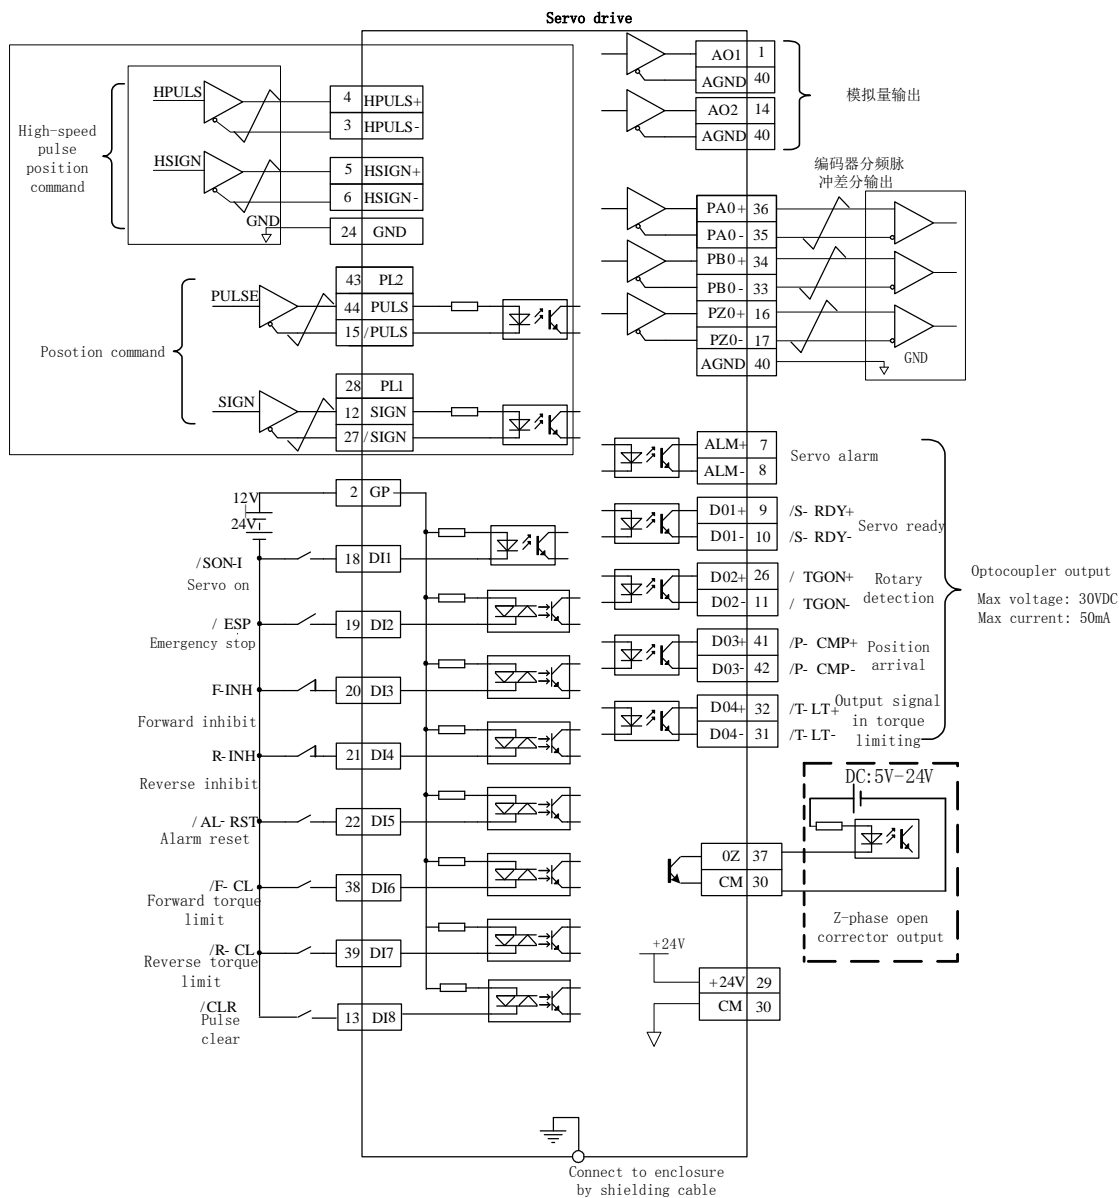 Servo drive
HPULS
4 HPULS+
3 HPULS-
High-speed
pulse
position
command
HSIGN
5 HSIGN+
6 HSIGN-
GND
24 GND
43 PL2
PULSE
44 PULS
15 /PULS
Posotion command
28 PL1
SIGN
12 SIGN
27 /SIGN
12V
24V
2 GP
/SON-I
Servo on
18 DI1
/ ESP
Emergency stop
19 DI2
F-INH
20 DI3
Forward inhibit
R-INH
21 DI4
Reverse inhibit
/AL-RST
Alarm reset
22 DI5
/F- CL
Forward torque
limit
38 DI6
/R- CL
Reverse torque
limit
39 DI7
/CLR
Pulse
clear
13 DI8
AO1 1
AGND 40
AO2 14
AGND 40
模拟量输出
编码器分频脉
冲差分输出
PA0+ 36
PA0- 35
PB0+ 34
PB0- 33
PZ0+ 16
PZ0- 17
AGND 40
GND
ALM+ 7
ALM- 8
Servo alarm
D01+ 9 /S- RDY+
D01- 10 /S- RDY-
Servo ready
D02+ 26 / TGON+
D02- 11 / TGON-
Rotary
detection
D03+ 41 /P- CMP+
D03- 42 /P- CMP-
Position
arrival
D04+ 32 /T-LT+
D04- 31 /T-LT-
Output signal
in torque
limiting
Optocoupler output
Max voltage: 30VDC
Max current: 50mA
DC:5V-24V
0Z 37
CM 30
Z-phase open
corrector output
+24V
+24V 29
CM 30
Connect to enclosure
by shielding cable